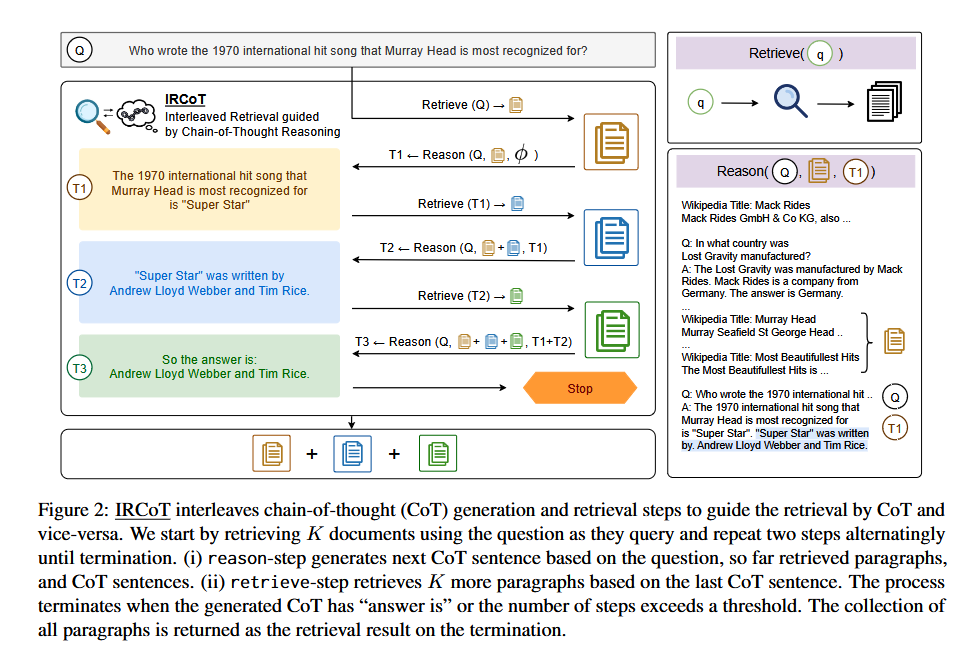 Q
Who wrote the 1970 international hit song that Murray Head is most recognized for?
IRCoT
Interleaved Retrieval guided
by Chain-of-Thought Reasoning
Retrieve (Q) →
T1 ← Reason (Q, , ϕ )
T1
The 1970 international hit song that
Murray Head is most recognized for
is "Super Star"
Retrieve (T1) →
T2 ← Reason (Q, + , T1)
T2
"Super Star" was written by
Andrew Lloyd Webber and Tim Rice.
Retrieve (T2) →
T3 ← Reason (Q, + + , T1+T2)
T3
So the answer is:
Andrew Lloyd Webber and Tim Rice.
Stop
+ +
Retrieve( q )
q
Reason( Q , , T1 )
Wikipedia Title: Mack Rides
Mack Rides GmbH & Co KG, also ...
Q: In what country was
Lost Gravity manufactured?
A: The Lost Gravity was manufactured by Mack
Rides. Mack Rides is a company from
Germany. The answer is Germany.
...
Wikipedia Title: Murray Head
Murray Seafield St George Head ..
...
Wikipedia Title: Most Beautifullest Hits
The Most Beautifullest Hits is ...
Q: Who wrote the 1970 international hit ..
Q
A: The 1970 international hit song that
Murray Head is most recognized for
T1
is "Super Star". "Super Star" was written
by. Andrew Lloyd Webber and Tim Rice.
Figure 2: IRCoT interleaves chain-of-thought (CoT) generation and retrieval steps to guide the retrieval by CoT and
vice-versa. We start by retrieving K documents using the question as they query and repeat two steps alternatingly
until termination. (i) reason-step generates next CoT sentence based on the question, so far retrieved paragraphs,
and CoT sentences. (ii) retrieve-step retrieves K more paragraphs based on the last CoT sentence. The process
terminates when the generated CoT has “answer is” or the number of steps exceeds a threshold. The collection of
all paragraphs is returned as the retrieval result on the termination.